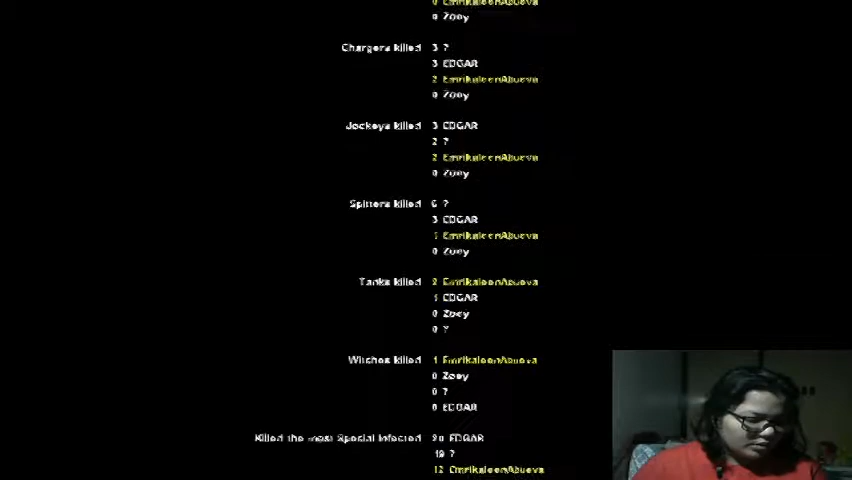 0 EmrikaleenAbueva
0 Zoey
Chargers killed 3 ?
3 EDGAR
2 EmrikaleenAbueva
0 Zoey
Jockeys killed 3 EDGAR
2 ?
2 EmrikaleenAbueva
0 Zoey
Spitters killed 6 ?
3 EDGAR
1 EmrikaleenAbueva
0 Zoey
Tanks killed 2 EmrikaleenAbueva
1 EDGAR
0 Zoey
0 ?
Witches killed 1 EmrikaleenAbueva
0 Zoey
0 ?
0 EDGAR
Killed the most Special Infected 20 EDGAR
19 ?
12 EmrikaleenAbueva